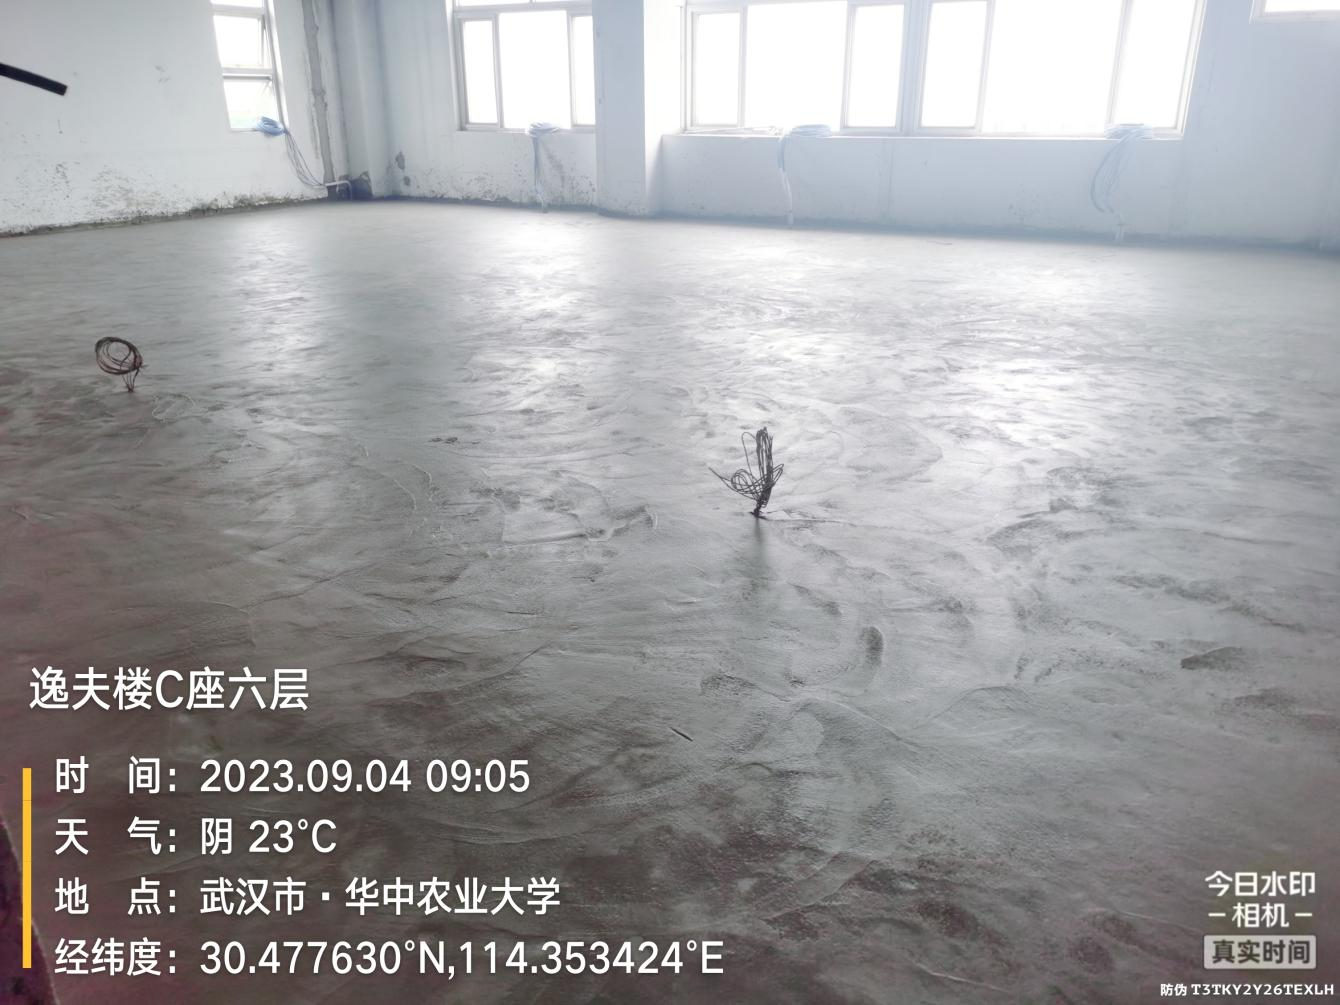 逸夫楼C座六层
时 间：2023.09.04 09:05
天 气：阴 23°C
地 点：武汉市·华中农业大学
经纬度：30.477630°N,114.353424°E
今日水印
-相机-
真实时间
防伪 T3TKY2Y26TEXLH